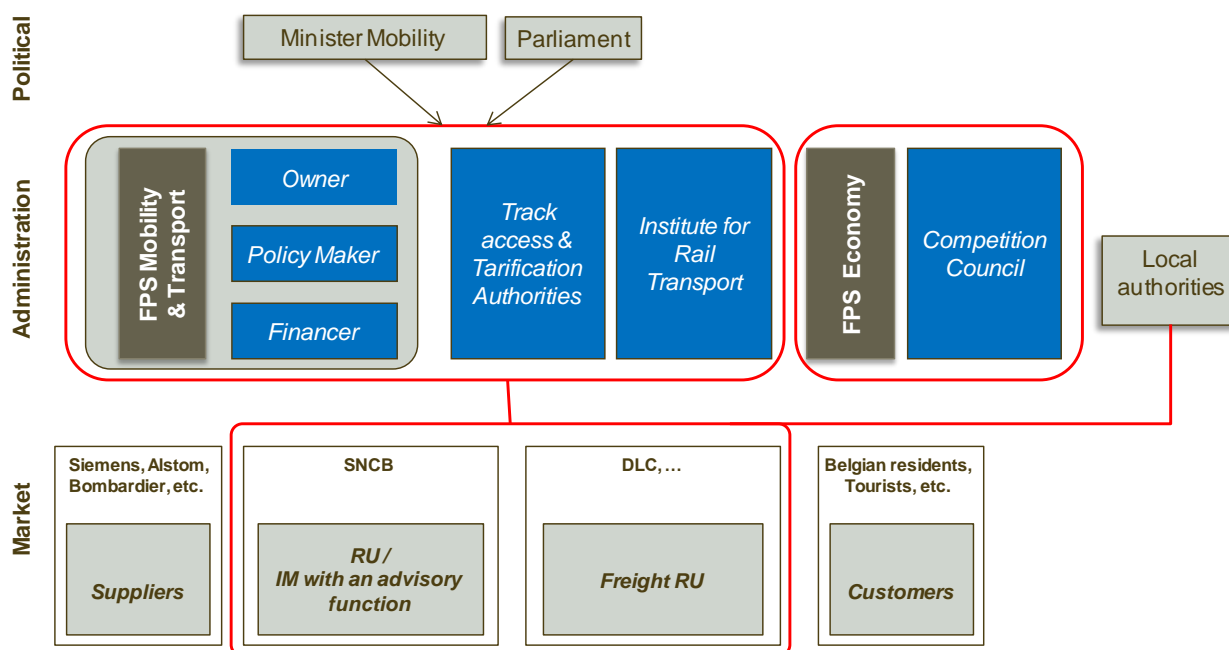 Political
Minister Mobility
Parliament
Administration
FPS Mobility
& Transport
Owner
Policy Maker
Financer
Track
access &
Tarification
Authorities
Institute for
Rail
Transport
FPS Economy
Competition
Council
Local
authorities
Market
Siemens, Alstom,
Bombardier, etc.
Suppliers
SNCB
RU /
IM with an advisory
function
DLC, ...
Freight RU
Belgian residents,
Tourists, etc.
Customers